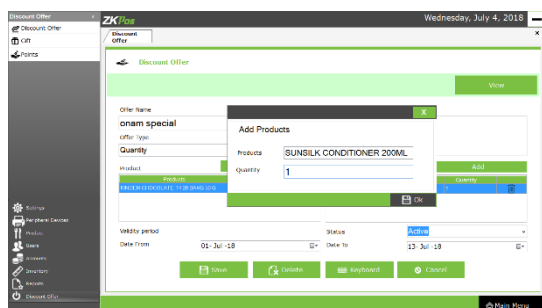 Discount Offer
ZKPos
Wednesday, July 4, 2018
Discount Offer
Gift
Points
Discount
Offer
Discount Offer
View
Offer Name
onam special
Offer Type
Quantity
Product
Add
Products
Quantity
Add Products
X
Products
SUNSILK CONDITIONER 200ML
Quantity
1
Ok
Validity period
Status
Active
Date From
01- Jul -18
Date To
13- Jul -18
Save
Delete
Keyboard
Cancel
Settings
Peripheral Devices
Product
Users
Accounts
Inventory
Discount Offer
Main Menu